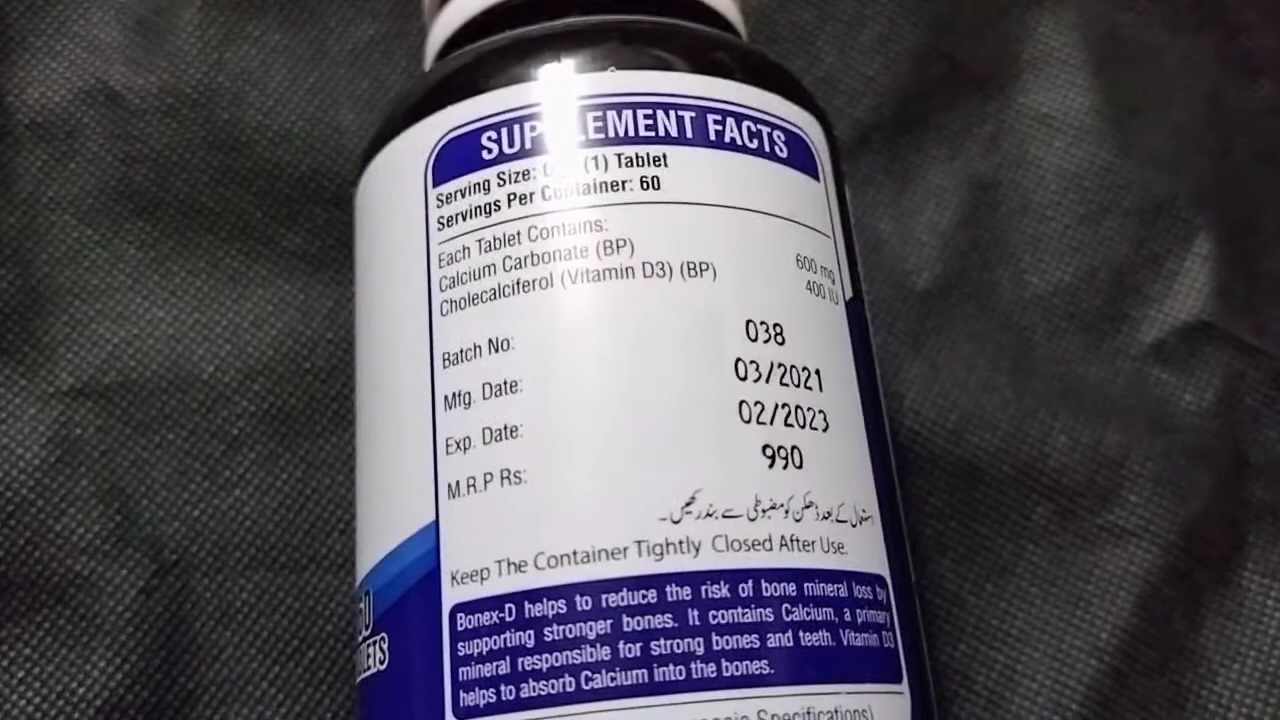 SUPPLEMENT FACTS
Serving Size: (1) Tablet
Servings Per Container: 60
Each Tablet Contains:
Calcium Carbonate (BP) 600 mg
Cholecalciferol (Vitamin D3) (BP) 400 IU
Batch No: 038
Mfg. Date: 03/2021
Exp. Date: 02/2023
M.R.P Rs: 990
استعمال کے بعد ڈھکن کو مضبوطی سے بند رکھیں۔
Keep The Container Tightly Closed After Use.
Bonex-D helps to reduce the risk of bone mineral loss by
supporting stronger bones. It contains Calcium, a primary
mineral responsible for strong bones and teeth. Vitamin D3
helps to absorb Calcium into the bones.
Specifications)